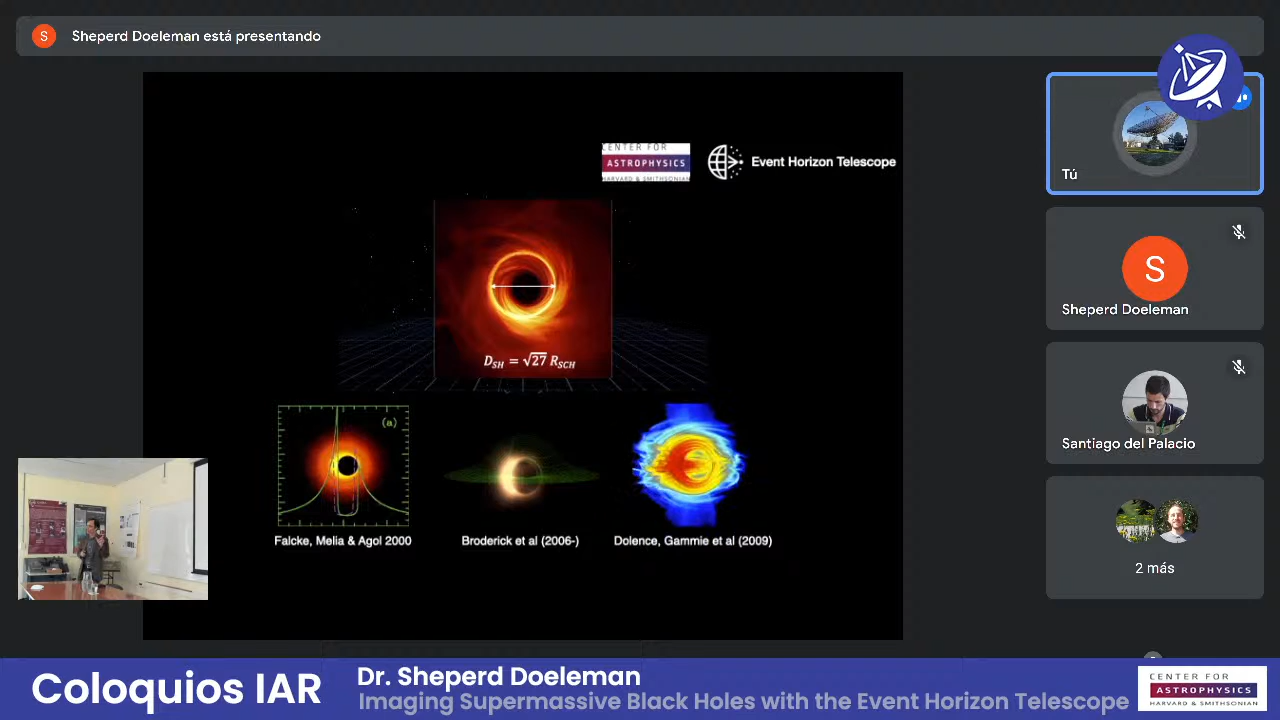 S
Sheperd Doeleman está presentando
CENTER FOR
ASTROPHYSICS
HARVARD & SMITHSONIAN
Event Horizon Telescope
Tú
D_SH = √27 R_SCH
S
Sheperd Doeleman
(a)
Santiago del Palacio
Falcke, Melia & Agol 2000
Broderick et al (2006-)
Dolence, Gammie et al (2009)
2 más
Coloquios IAR
Dr. Sheperd Doeleman
Imaging Supermassive Black Holes with the Event Horizon Telescope
CENTER FOR
ASTROPHYSICS
HARVARD & SMITHSONIAN